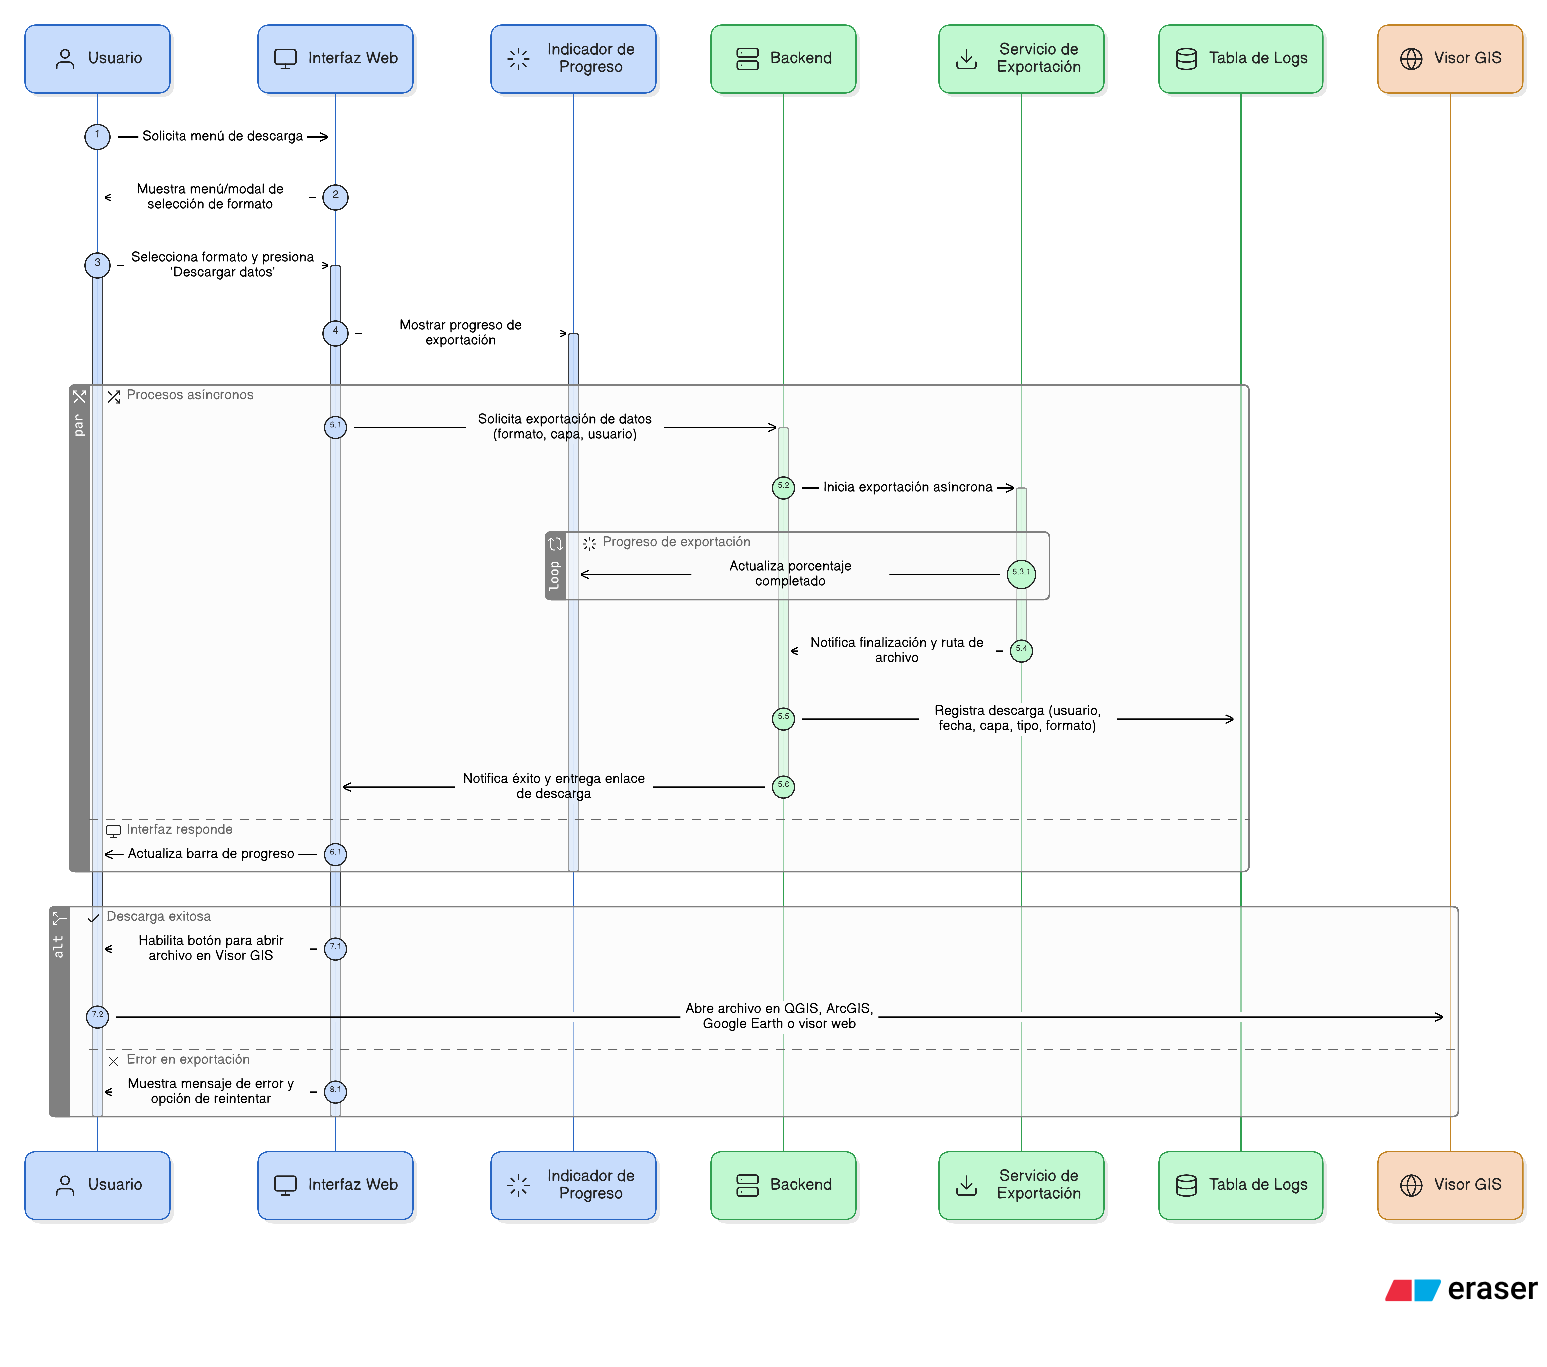 Usuario
Interfaz Web
Indicador de
Progreso
Backend
Servicio de
Exportación
Tabla de Logs
Visor GIS
1
Solicita menú de descarga
Muestra menú/modal de
selección de formato
2
3
Selecciona formato y presiona
'Descargar datos'
4
Mostrar progreso de
exportación
par
Procesos asíncronos
5.1
Solicita exportación de datos
(formato, capa, usuario)
5.2
Inicia exportación asíncrona
loop
Progreso de exportación
Actualiza porcentaje
completado
5.3.1
Notifica finalización y ruta de
archivo
5.4
5.5
Registra descarga (usuario,
fecha, capa, tipo, formato)
Notifica éxito y entrega enlace
de descarga
5.6
Interfaz responde
Actualiza barra de progreso
6.1
alt
Descarga exitosa
Habilita botón para abrir
archivo en Visor GIS
7.1
7.2
Abre archivo en QGIS, ArcGIS,
Google Earth o visor web
Error en exportación
Muestra mensaje de error y
opción de reintentar
8.1
Usuario
Interfaz Web
Indicador de
Progreso
Backend
Servicio de
Exportación
Tabla de Logs
Visor GIS
eraser